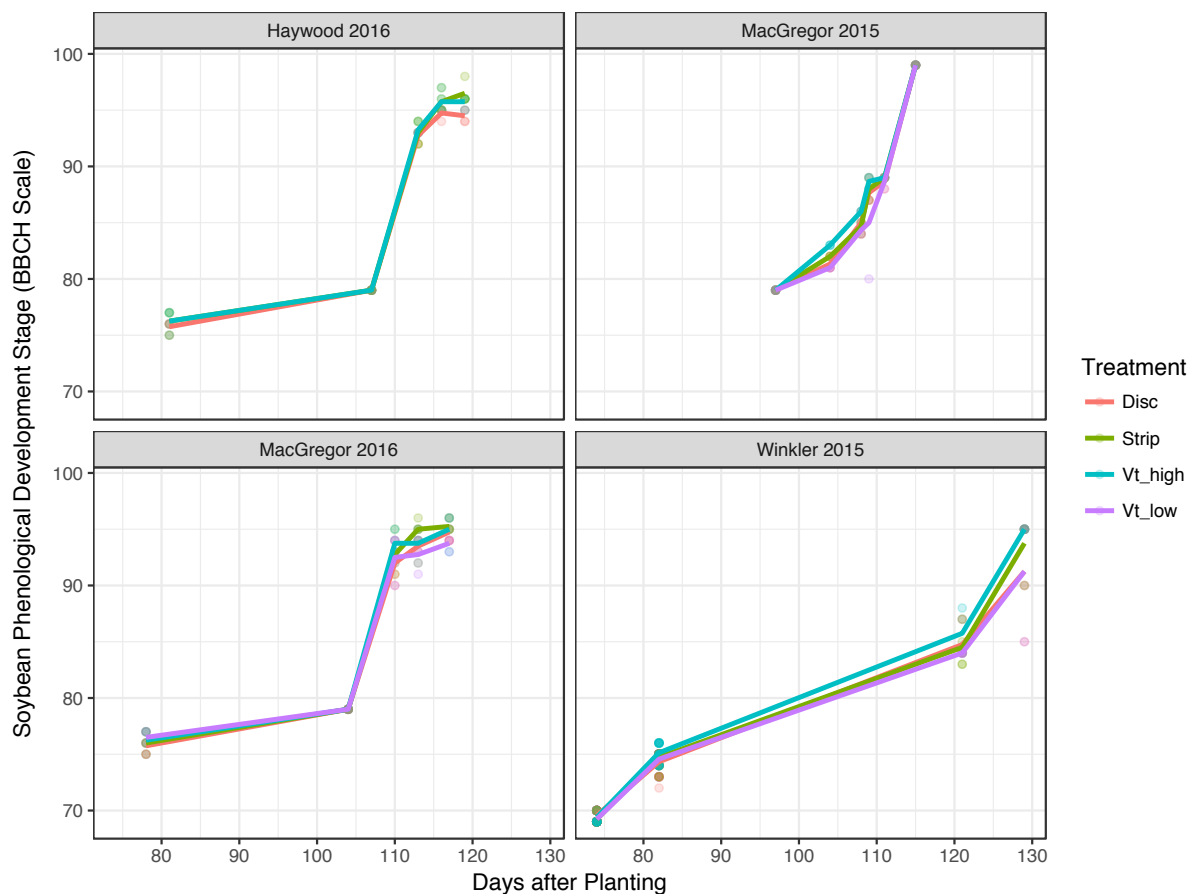 Haywood 2016
MacGregor 2015
100
90
80
70
MacGregor 2016
Winkler 2015
100
90
80
70
80 90 100 110 120 130
80 90 100 110 120 130
Days after Planting
Soybean Phenological Development Stage (BBCH Scale)
Treatment
Disc
Strip
Vt_high
Vt_low